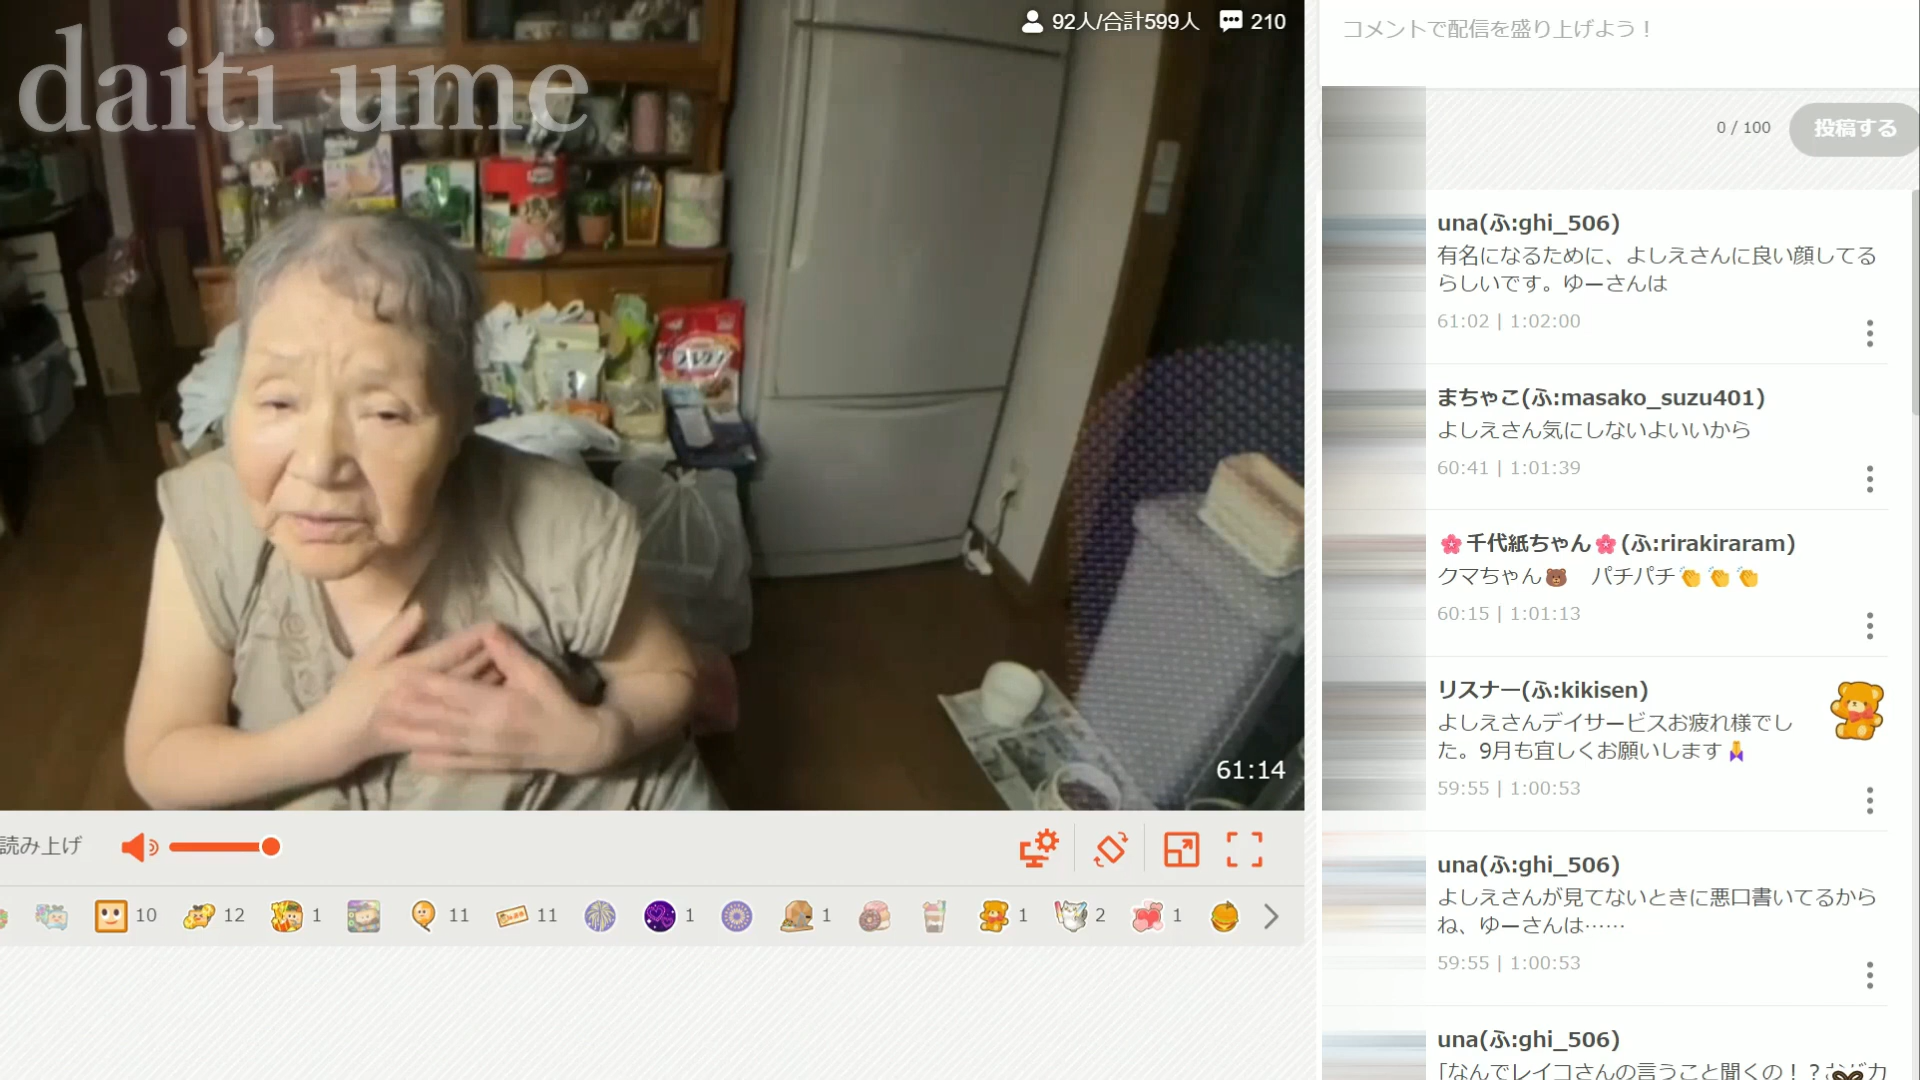 daiti ume
92人/合計599人 210
フルグラ
61:14
読み上げ
10 12 1 11 11 1 1 1 2 1
コメントで配信を盛り上げよう！
0 / 100 投稿する
una(ふ:ghi_506)
有名になるために、よしえさんに良い顔してる
らしいです。ゆーさんは
61:02 | 1:02:00
まちゃこ(ふ:masako_suzu401)
よしえさん気にしないよいいから
60:41 | 1:01:39
🌸千代紙ちゃん🌸(ふ:rirakiraram)
クマちゃん🐻　パチパチ👏👏👏
60:15 | 1:01:13
リスナー(ふ:kikisen)
よしえさんデイサービスお疲れ様でし
た。9月も宜しくお願いします🙏
59:55 | 1:00:53
una(ふ:ghi_506)
よしえさんが見てないときに悪口書いてるから
ね、ゆーさんは……
59:55 | 1:00:53
una(ふ:ghi_506)
「なんでレイコさんの言うこと聞くの！？